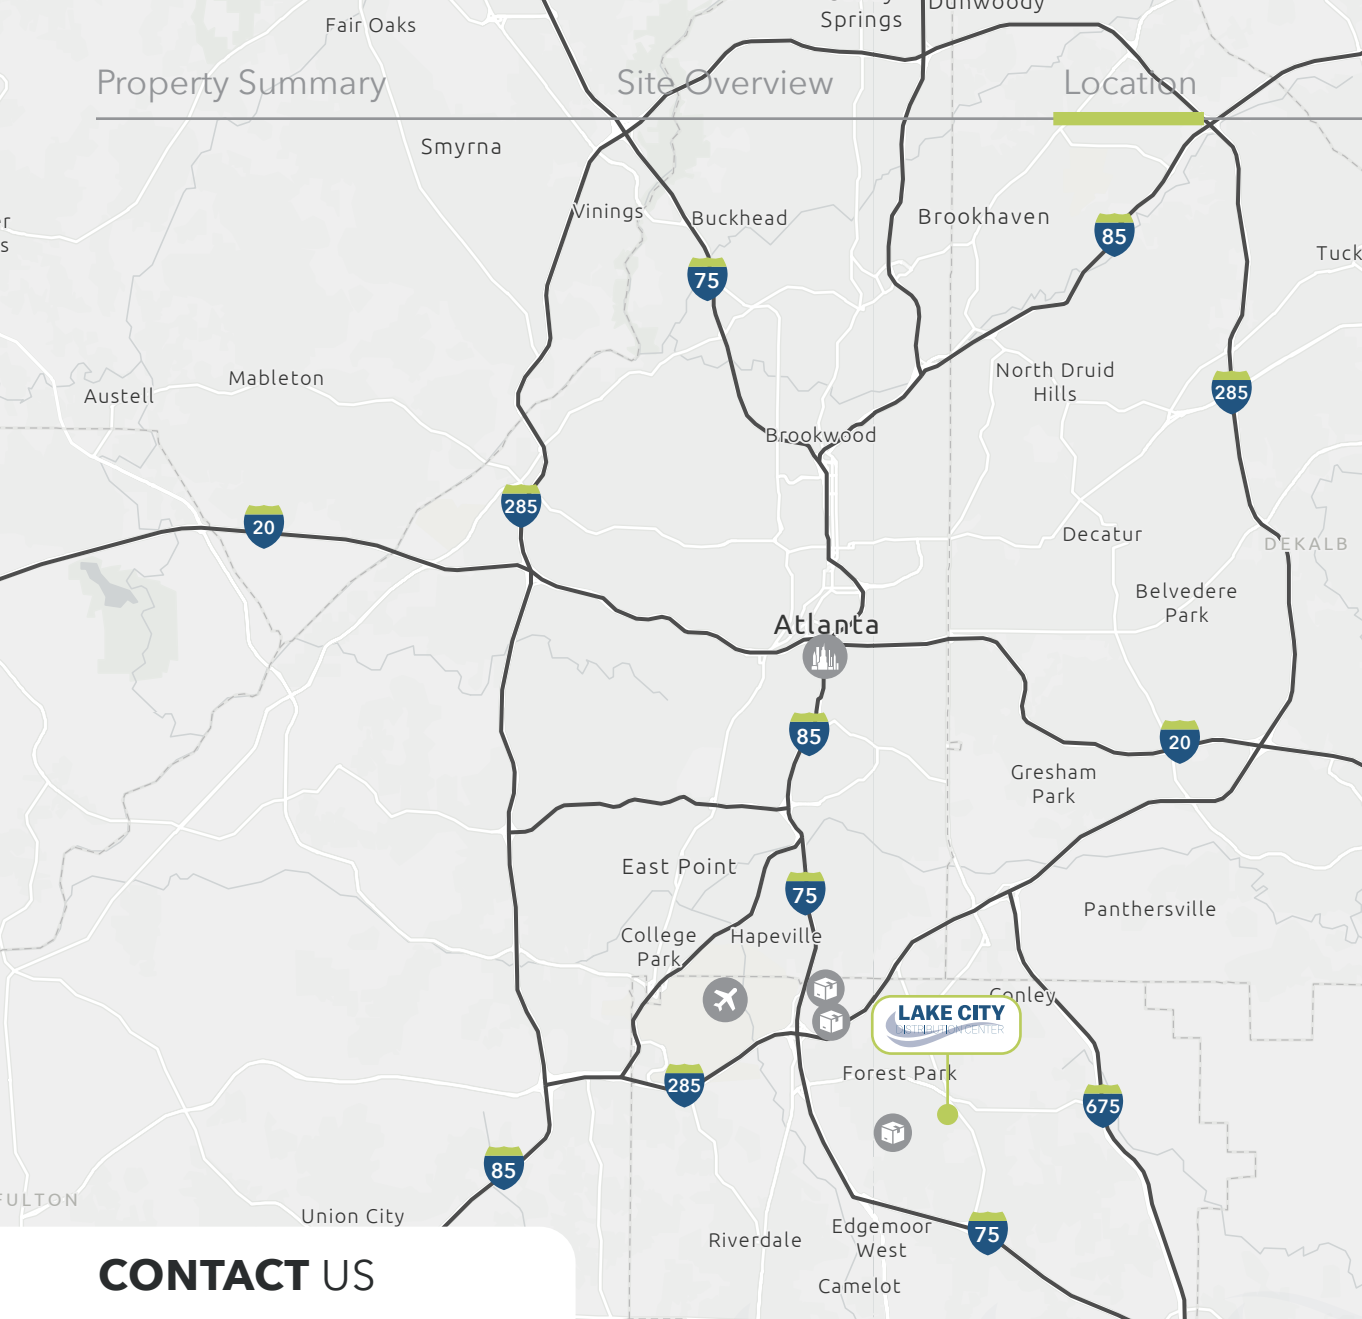 Springs
Dunwoody
Fair Oaks
Property Summary
Site Overview
Location
Smyrna
Vinings
Buckhead
Brookhaven
85
75
Tuck
North Druid
Hills
285
Mableton
Austell
Brookwood
285
20
Decatur
DEKALB
Belvedere
Park
Atlanta
85
20
Gresham
Park
East Point
75
Panthersville
College
Park
Hapeville
Conley
LAKE CITY
DISTRIBUTION CENTER
Forest Park
285
675
85
FULTON
Union City
Riverdale
Edgemoor
West
75
Camelot
CONTACT US